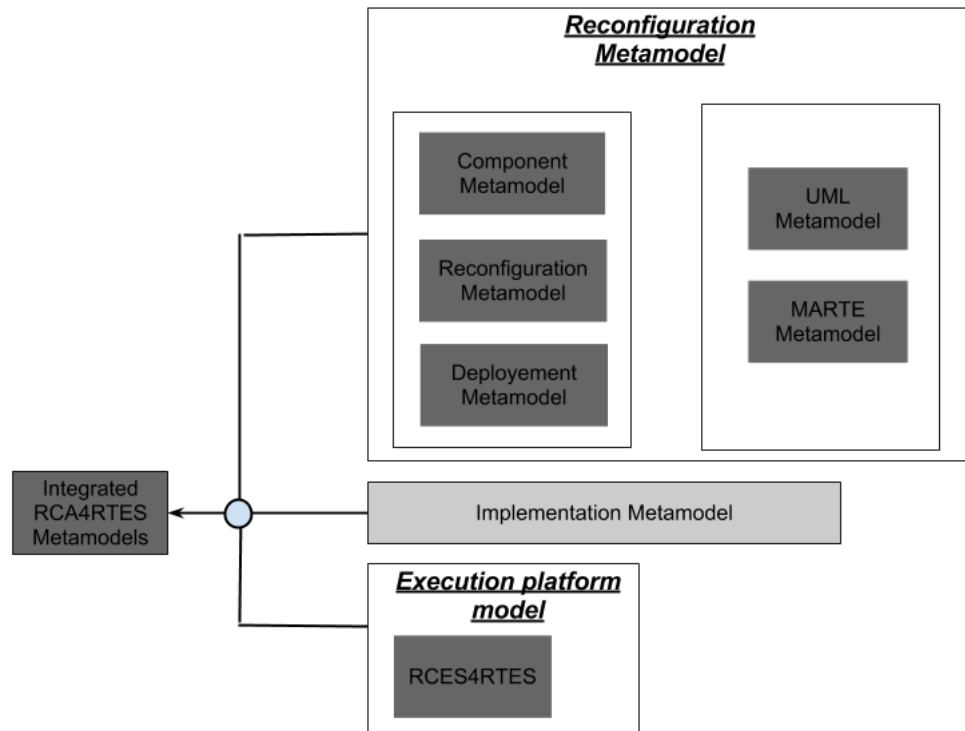 Reconfiguration
Metamodel
Component
Metamodel
Reconfiguration
Metamodel
Deployement
Metamodel
UML
Metamodel
MARTE
Metamodel
Integrated
RCA4RTES
Metamodels
Implementation Metamodel
Execution platform
model
RCES4RTES